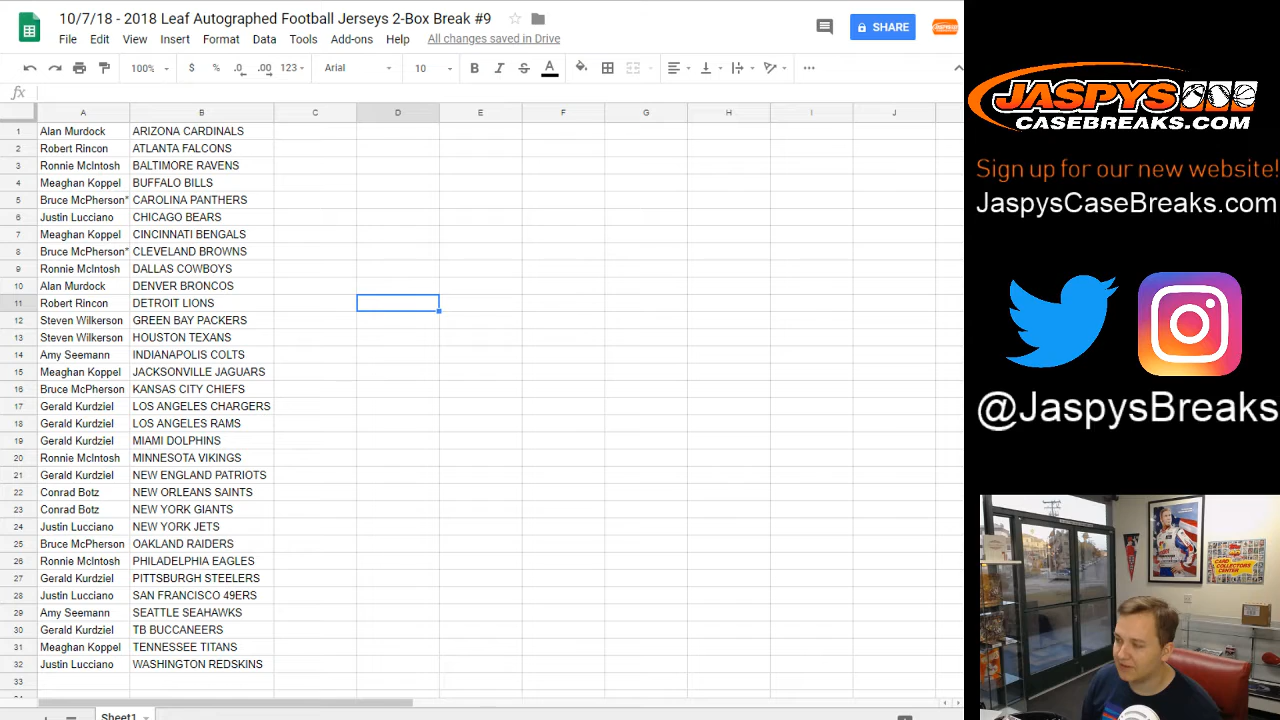 10/7/18 - 2018 Leaf Autographed Football Jerseys 2-Box Break #9
File Edit View Insert Format Data Tools Add-ons Help All changes saved in Drive
SHARE
100% $ % .0 .00 123 Arial 10 B I S A
fx
A B C D E F G H I J
1 Alan Murdock ARIZONA CARDINALS
2 Robert Rincon ATLANTA FALCONS
3 Ronnie McIntosh BALTIMORE RAVENS
4 Meaghan Koppel BUFFALO BILLS
5 Bruce McPherson* CAROLINA PANTHERS
6 Justin Lucciano CHICAGO BEARS
7 Meaghan Koppel CINCINNATI BENGALS
8 Bruce McPherson* CLEVELAND BROWNS
9 Ronnie McIntosh DALLAS COWBOYS
10 Alan Murdock DENVER BRONCOS
11 Robert Rincon DETROIT LIONS
12 Steven Wilkerson GREEN BAY PACKERS
13 Steven Wilkerson HOUSTON TEXANS
14 Amy Seemann INDIANAPOLIS COLTS
15 Meaghan Koppel JACKSONVILLE JAGUARS
16 Bruce McPherson KANSAS CITY CHIEFS
17 Gerald Kurdziel LOS ANGELES CHARGERS
18 Gerald Kurdziel LOS ANGELES RAMS
19 Gerald Kurdziel MIAMI DOLPHINS
20 Ronnie McIntosh MINNESOTA VIKINGS
21 Gerald Kurdziel NEW ENGLAND PATRIOTS
22 Conrad Botz NEW ORLEANS SAINTS
23 Conrad Botz NEW YORK GIANTS
24 Justin Lucciano NEW YORK JETS
25 Bruce McPherson OAKLAND RAIDERS
26 Ronnie McIntosh PHILADELPHIA EAGLES
27 Gerald Kurdziel PITTSBURGH STEELERS
28 Justin Lucciano SAN FRANCISCO 49ERS
29 Amy Seemann SEATTLE SEAHAWKS
30 Gerald Kurdziel TB BUCCANEERS
31 Meaghan Koppel TENNESSEE TITANS
32 Justin Lucciano WASHINGTON REDSKINS
33
Sheet1
JASPYS
CASEBREAKS.COM
Sign up for our new website!
JaspysCaseBreaks.com
@JaspysBreaks
CARD COLLECTORS CENTER